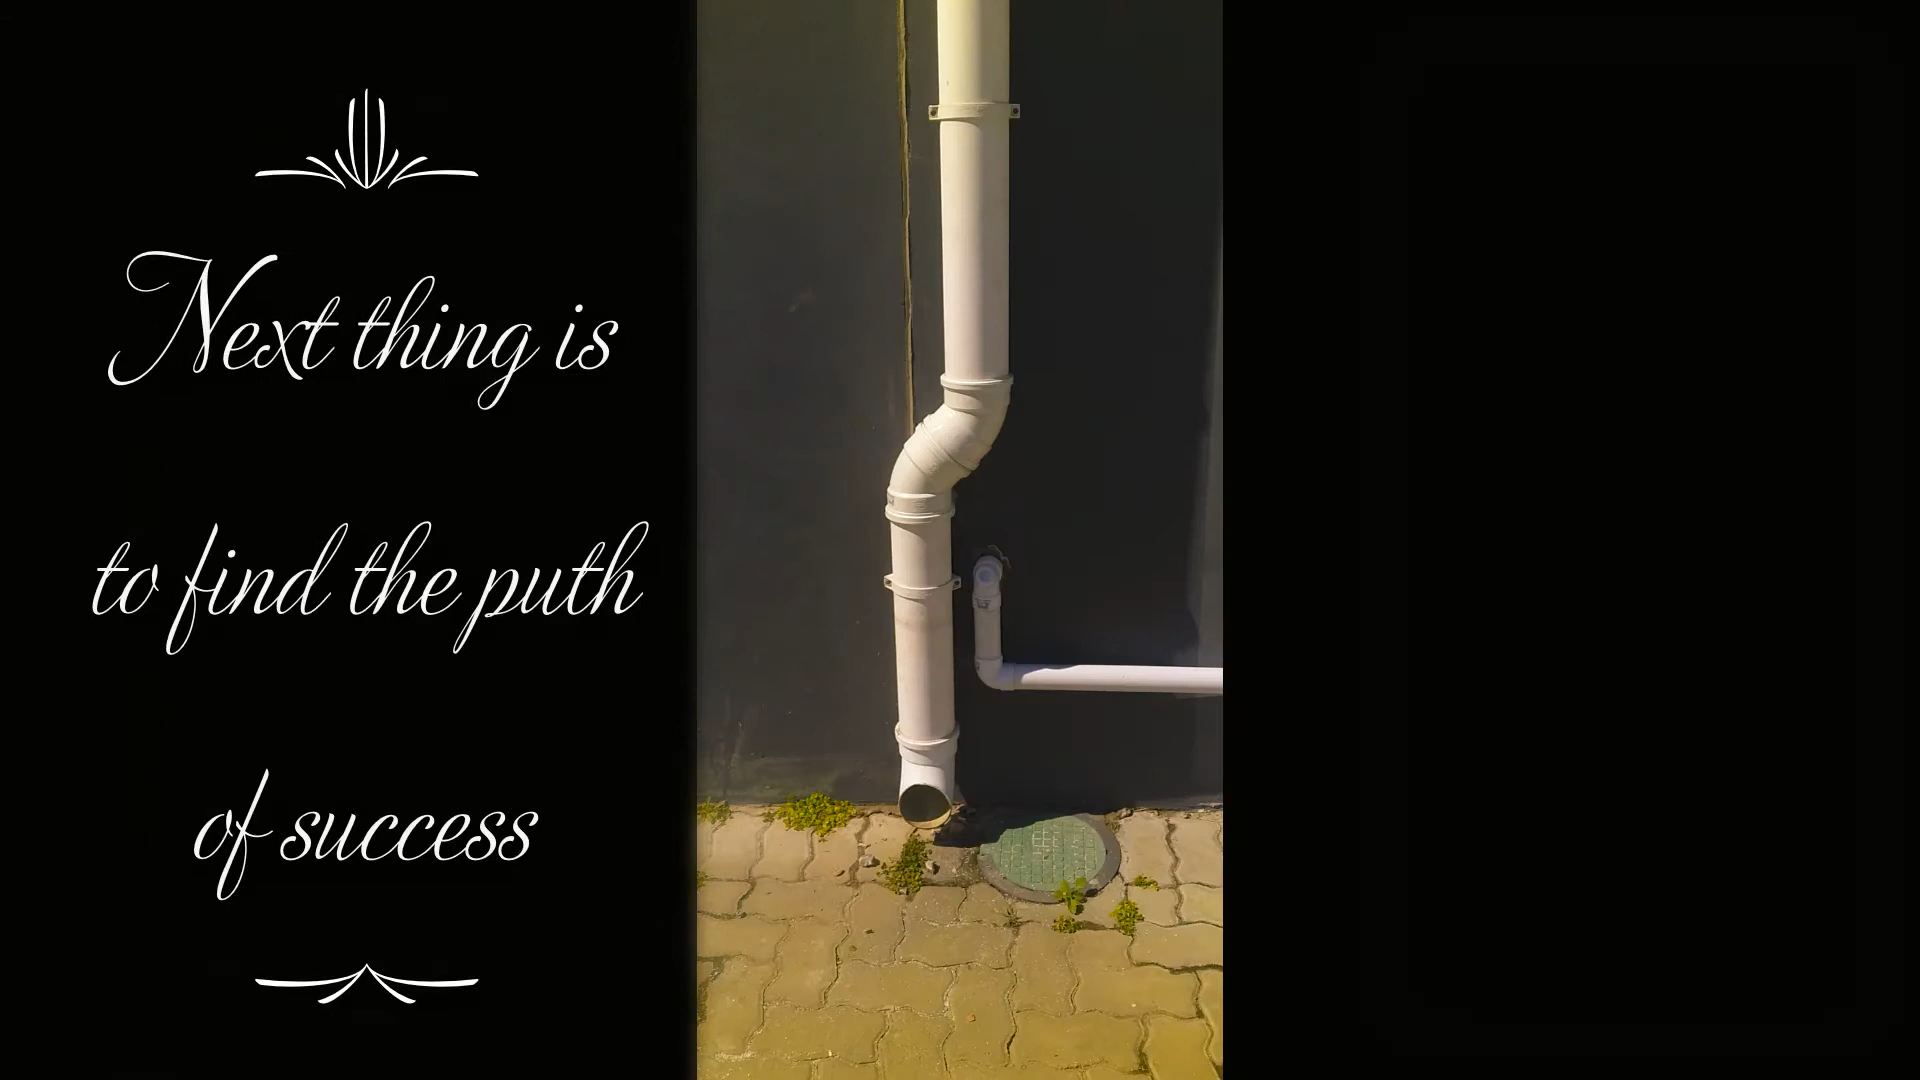 Next thing is
to find the puth
of success